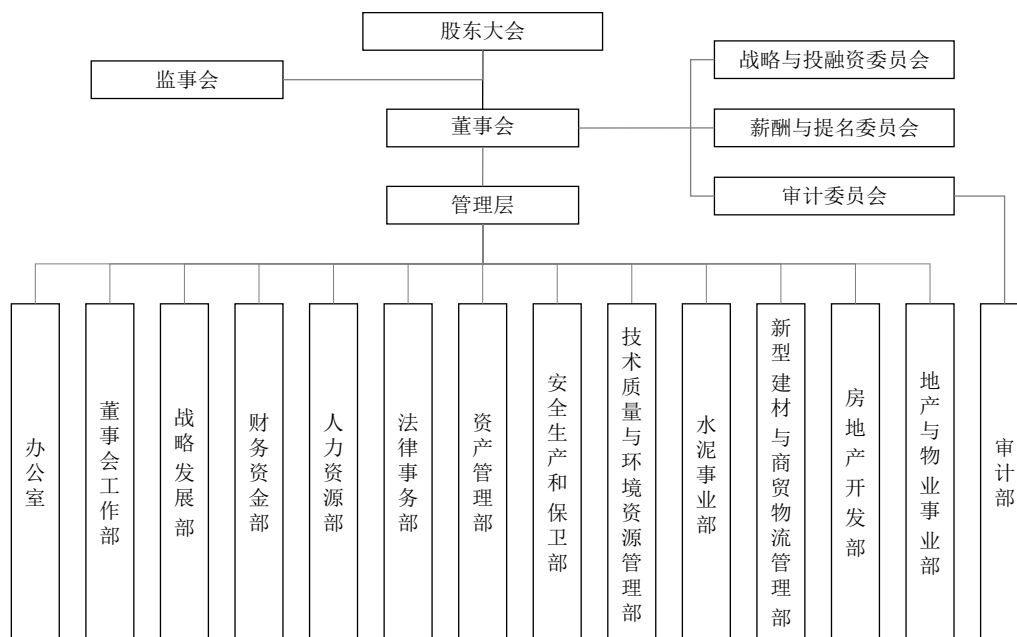 股东大会
监事会
战略与投融资委员会
董事会
薪酬与提名委员会
管理层
审计委员会
办公室
董事会工作部
战略发展部
财务资金部
人力资源部
法律事务部
资产管理部
安全生产和保卫部
技术质量与环境资源管理部
水泥事业部
新型建材与商贸物流管理部
房地产开发部
地产与物业事业部
审计部